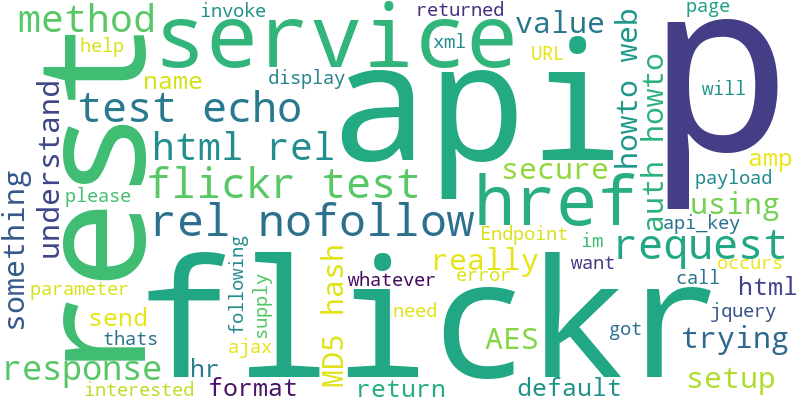 invoke
returned
page
method
service
value
help
xml
URL
name
display
api
p
howto web
will
rest
test echo
understand
html rel
secure
amp
auth howto
please
flickr test
href
payload
something
rel nofollow
using
api_key
Endpoint
im
request
following
MD5 hash
really
whatever
error
want
call
occurs
parameter
flickr
supply
html
send
need
jquery
thats
ajax
AES
got
trying
response
hr
setup
interested
format
return
default